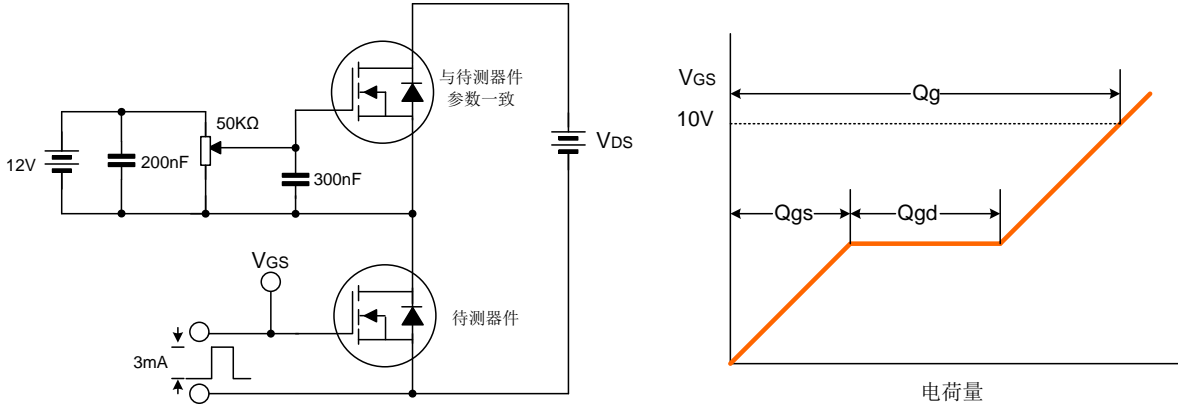 与待测器件
参数一致
50KΩ
12V
200nF
300nF
VDS
VGS
待测器件
3mA
VGS
10V
Qg
Qgs
Qgd
电荷量